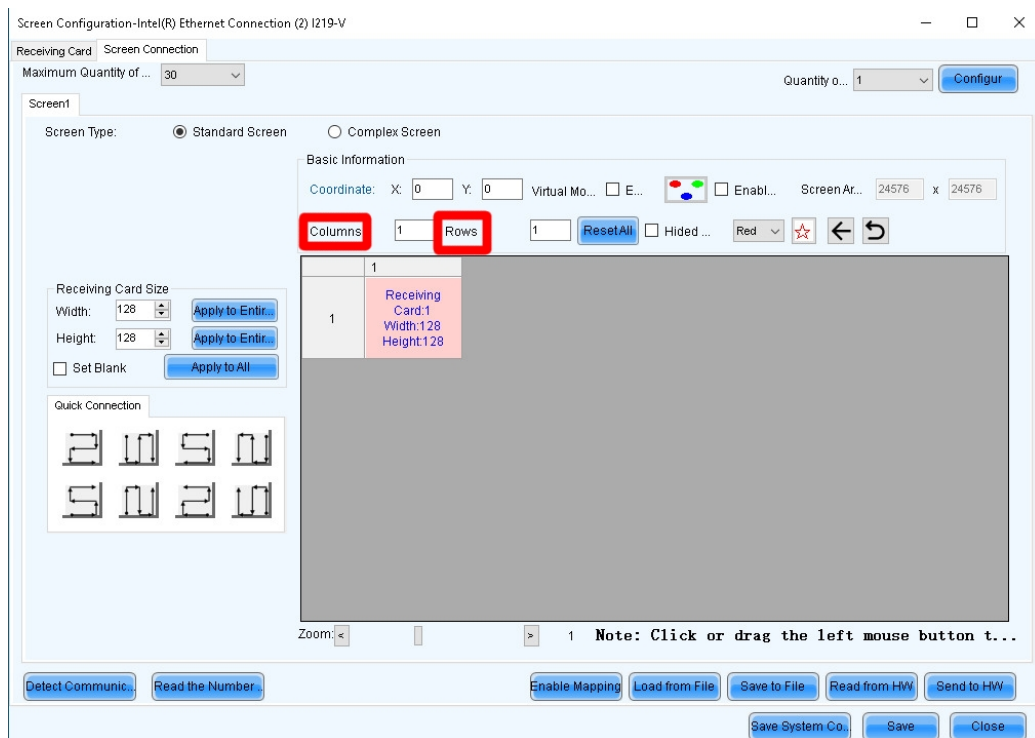 Screen Configuration-Intel(R) Ethernet Connection (2) I219-V
Receiving Card Screen Connection
Maximum Quantity of ... 30 Quantity o... 1 Configur
Screen1
Screen Type: Standard Screen Complex Screen
Basic Information
Coordinate: X: 0 Y: 0 Virtual Mo... E... Enabl... Screen Ar... 24576 x 24576
Columns 1 Rows 1 Reset All Hided ... Red
1
1
Receiving
Card:1
Width:128
Height:128
Receiving Card Size
Width: 128 Apply to Entir...
Height: 128 Apply to Entir...
Set Blank Apply to All
Quick Connection
Zoom: < > 1 Note: Click or drag the left mouse button t...
Detect Communic... Read the Number .. Enable Mapping Load from File Save to File Read from HW Send to HW
Save System Co.. Save Close